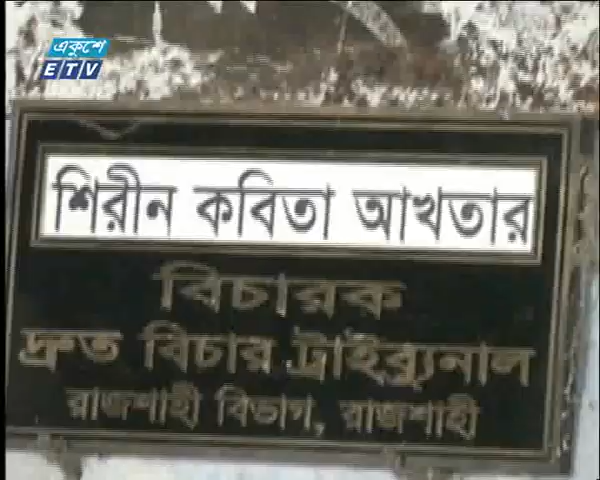 একুশে
ETV
শিরীন কবিতা আখতার
বিচারক
দ্রুত বিচার ট্রাইব্যুনাল
রাজশাহী বিভাগ, রাজশাহী